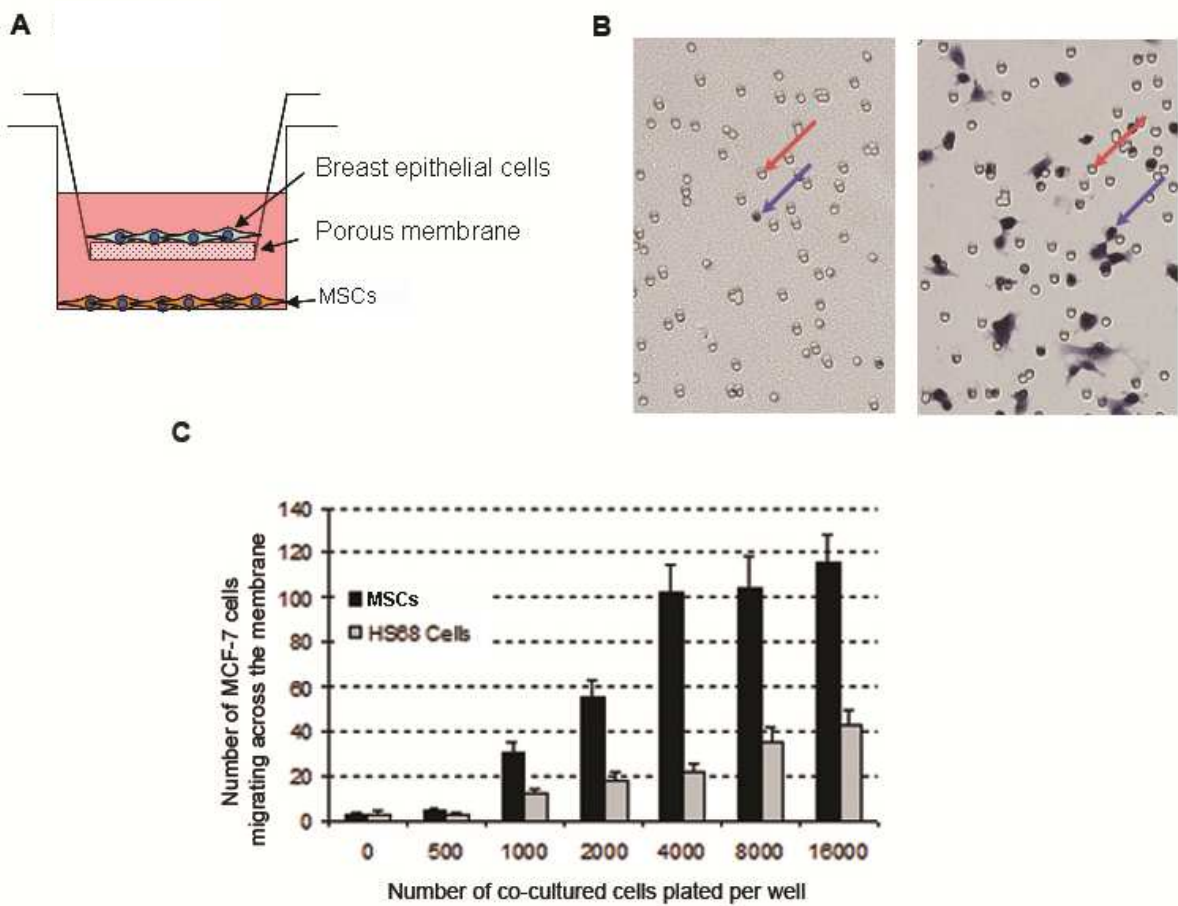 A
Breast epithelial cells
Porous membrane
MSCs
B
C
Number of MCF-7 cells
migrating across the membrane
140
120
100
80
60
40
20
0
MSCs
HS68 Cells
0 500 1000 2000 4000 8000 16000
Number of co-cultured cells plated per well